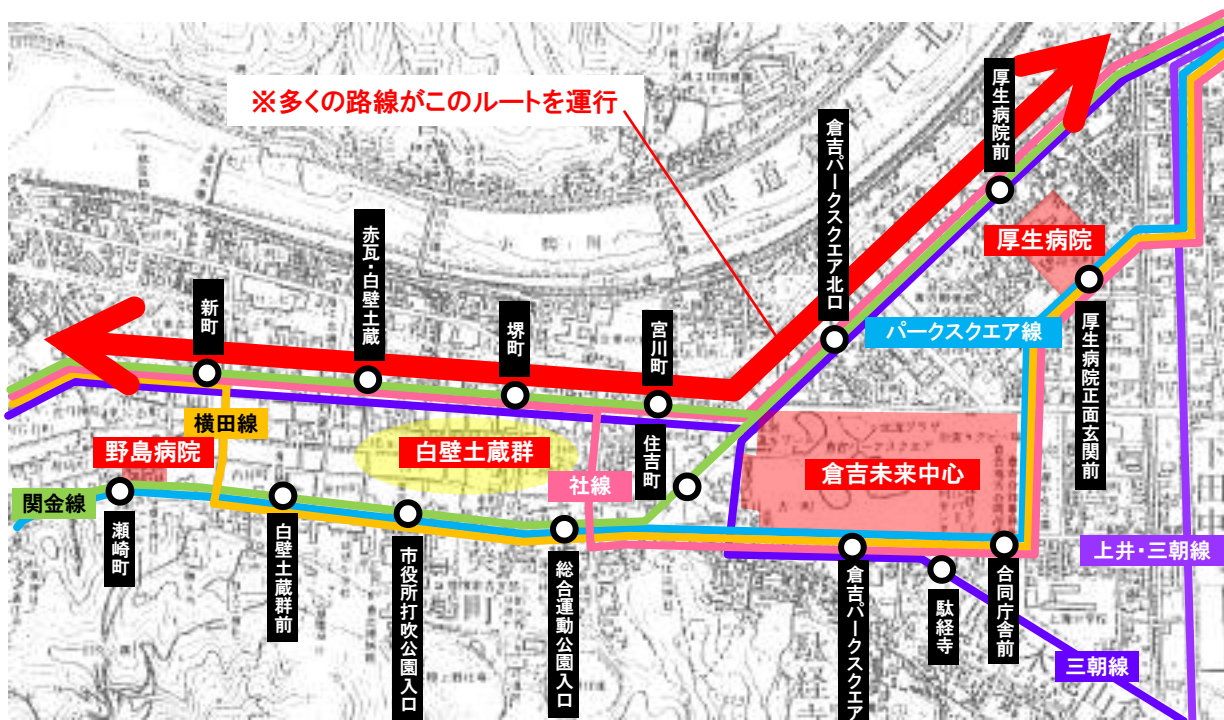 ※多くの路線がこのルートを運行
厚生病院前
倉吉パークスクエア北口
赤瓦・白壁土蔵
新町
堺町
宮川町
厚生病院
パークスクエア線
厚生病院正面玄関前
横田線
住吉町
野島病院
白壁土蔵群
倉吉未来中心
社線
関金線
瀬崎町
白壁土蔵群前
市役所打吹公園入口
総合運動公園入口
倉吉パークスクエア
駄経寺
合同庁舎前
上井・三朝線
三朝線